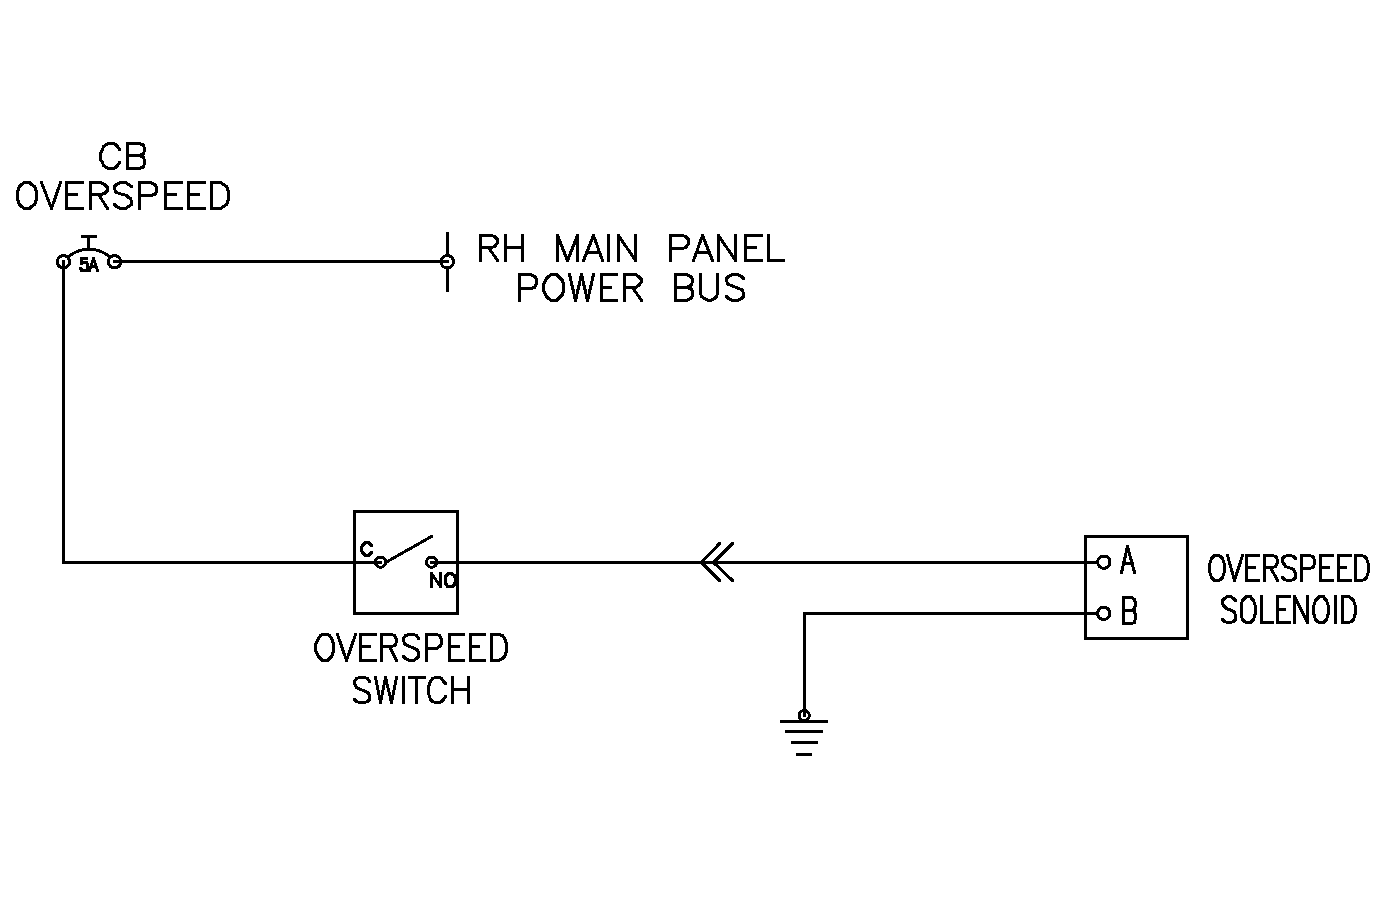 CB
OVERSPEED
5A
RH MAIN PANEL
POWER BUS
C
NO
OVERSPEED
SWITCH
A
B
OVERSPEED
SOLENOID